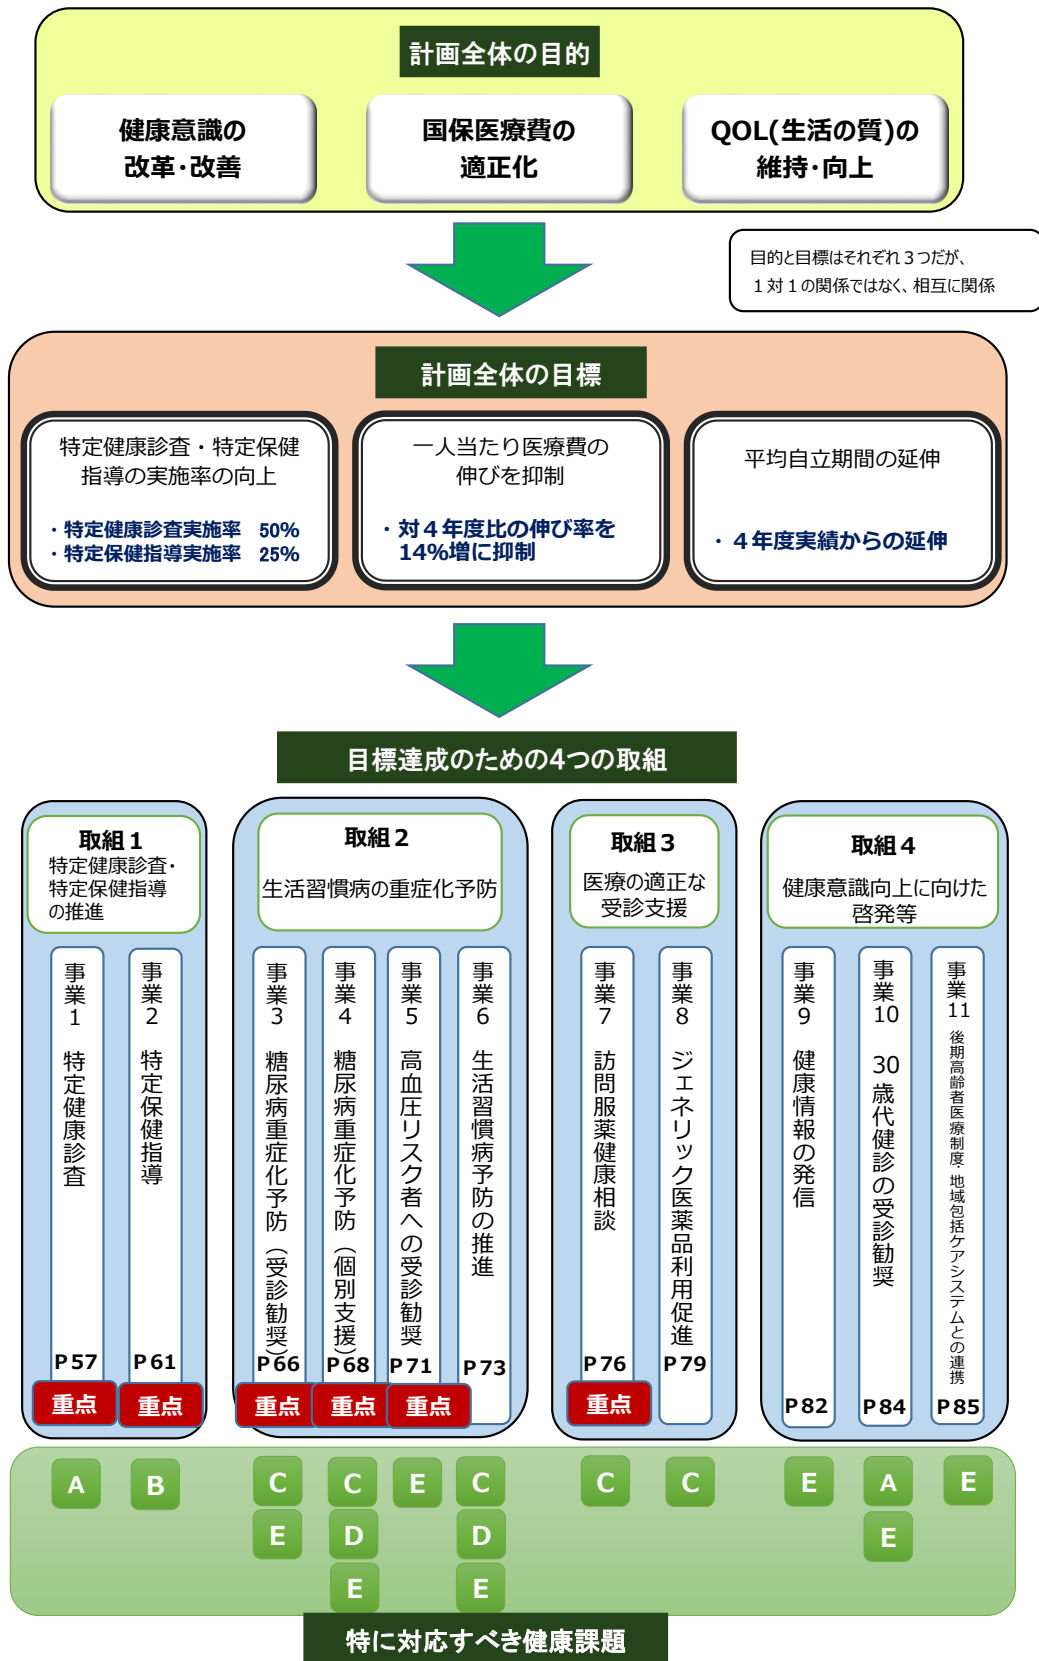 計画全体の目的
健康意識の
改革･改善
国保医療費の
適正化
QOL(生活の質)の
維持･向上
目的と目標はそれぞれ３つだが、
１対１の関係ではなく、相互に関係
計画全体の目標
特定健康診査・特定保健
指導の実施率の向上
・特定健康診査実施率　50%
・特定保健指導実施率　25%
一人当たり医療費の
伸びを抑制
・対４年度比の伸び率を
14%増に抑制
平均自立期間の延伸
・４年度実績からの延伸
目標達成のための4つの取組
取組１
特定健康診査･
特定保健指導
の推進
事業1　特定健康診査
P57
重点
事業2　特定保健指導
P61
重点
取組２
生活習慣病の重症化予防
事業3　糖尿病重症化予防（受診勧奨）
P66
重点
事業4　糖尿病重症化予防（個別支援）
P68
重点
事業5　高血圧リスク者への受診勧奨
P71
重点
事業6　生活習慣病予防の推進
P73
取組３
医療の適正な
受診支援
事業7　訪問服薬健康相談
P76
重点
事業8　ジェネリック医薬品利用促進
P79
取組４
健康意識向上に向けた
啓発等
事業9　健康情報の発信
P82
事業10　30歳代健診の受診勧奨
P84
事業11　後期高齢者医療制度･地域包括ケアシステムとの連携
P85
A
B
C
E
C
D
E
E
C
D
E
C
C
E
A
E
E
特に対応すべき健康課題